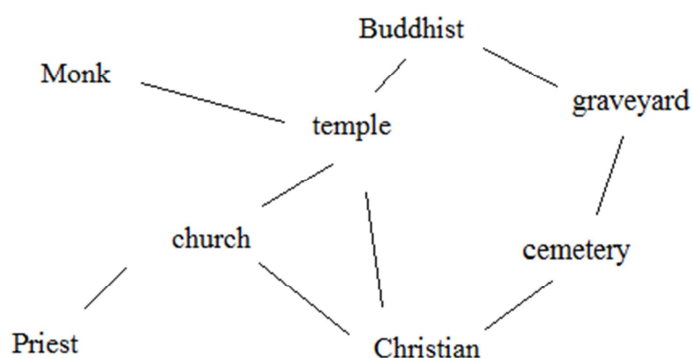 Buddhist
Monk
graveyard
temple
church
cemetery
Priest
Christian